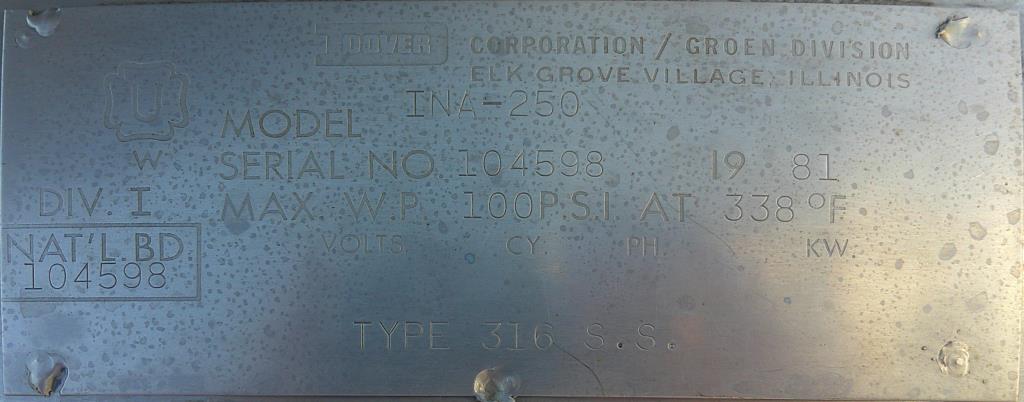 DOVER CORPORATION / GROEN DIVISION
ELK GROVE VILLAGE, ILLINOIS
U
W
MODEL INA-250
SERIAL NO. 104598 19 81
DIV. I MAX. W.P. 100P.S.I AT 338°F
NAT'L. BD. VOLTS. CY. PH. KW.
104598
TYPE 316 S.S.